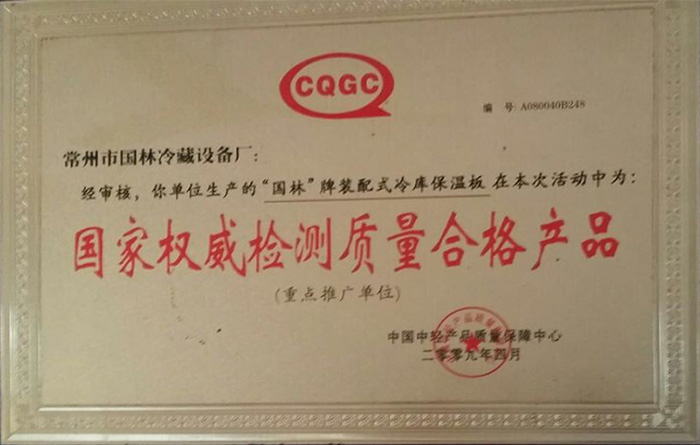 CQGC
编 号: A080040B248
常州市国林冷藏设备厂:
经审核，你单位生产的“国林”牌装配式冷库保温板 在本次活动中为:
国家权威检测质量合格产品
(重点推广单位)
中国中轻产品质量保障中心
二零零九年四月